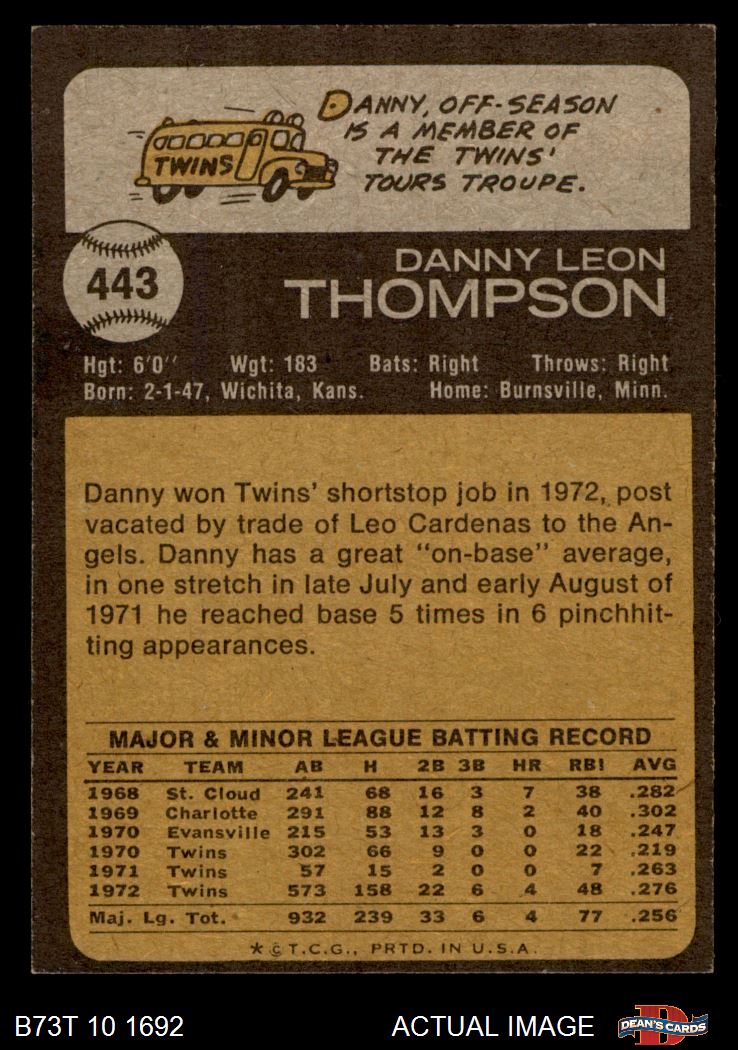 DANNY, OFF-SEASON
IS A MEMBER OF
THE TWINS'
TOURS TROUPE.
TWINS
443
DANNY LEON
THOMPSON
Hgt: 6'0'' Wgt: 183 Bats: Right Throws: Right
Born: 2-1-47, Wichita, Kans. Home: Burnsville, Minn.
Danny won Twins' shortstop job in 1972, post
vacated by trade of Leo Cardenas to the An-
gels. Danny has a great "on-base" average,
in one stretch in late July and early August of
1971 he reached base 5 times in 6 pinchhit-
ting appearances.
MAJOR & MINOR LEAGUE BATTING RECORD
YEAR TEAM AB H 2B 3B HR RBI AVG
1968 St. Cloud 241 68 16 3 7 38 .282
1969 Charlotte 291 88 12 8 2 40 .302
1970 Evansville 215 53 13 3 0 18 .247
1970 Twins 302 66 9 0 0 22 .219
1971 Twins 57 15 2 0 0 7 .263
1972 Twins 573 158 22 6 4 48 .276
Maj. Lg. Tot. 932 239 33 6 4 77 .256
* © T.C.G., PRTD. IN U.S.A.
B73T 10 1692 ACTUAL IMAGE DEAN'S CARDS